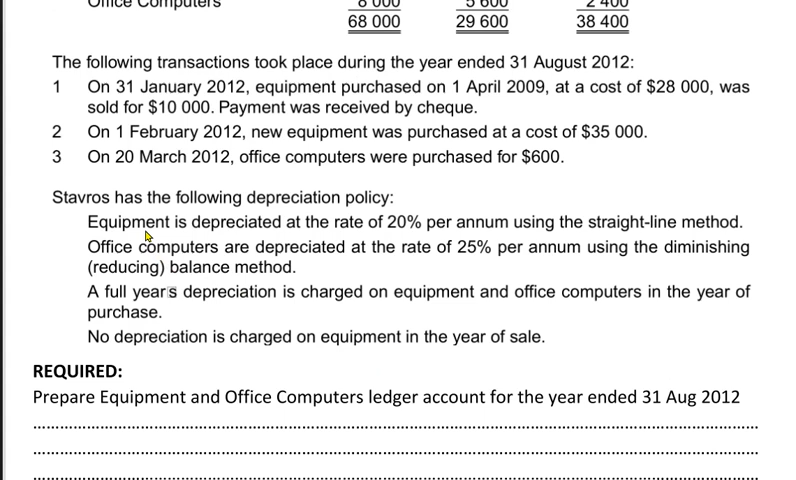 Office Computers 8 000 5 600 2 400
68 000 29 600 38 400
The following transactions took place during the year ended 31 August 2012:
1 On 31 January 2012, equipment purchased on 1 April 2009, at a cost of $28 000, was
sold for $10 000. Payment was received by cheque.
2 On 1 February 2012, new equipment was purchased at a cost of $35 000.
3 On 20 March 2012, office computers were purchased for $600.
Stavros has the following depreciation policy:
Equipment is depreciated at the rate of 20% per annum using the straight-line method.
Office computers are depreciated at the rate of 25% per annum using the diminishing
(reducing) balance method.
A full years depreciation is charged on equipment and office computers in the year of
purchase.
No depreciation is charged on equipment in the year of sale.
REQUIRED:
Prepare Equipment and Office Computers ledger account for the year ended 31 Aug 2012